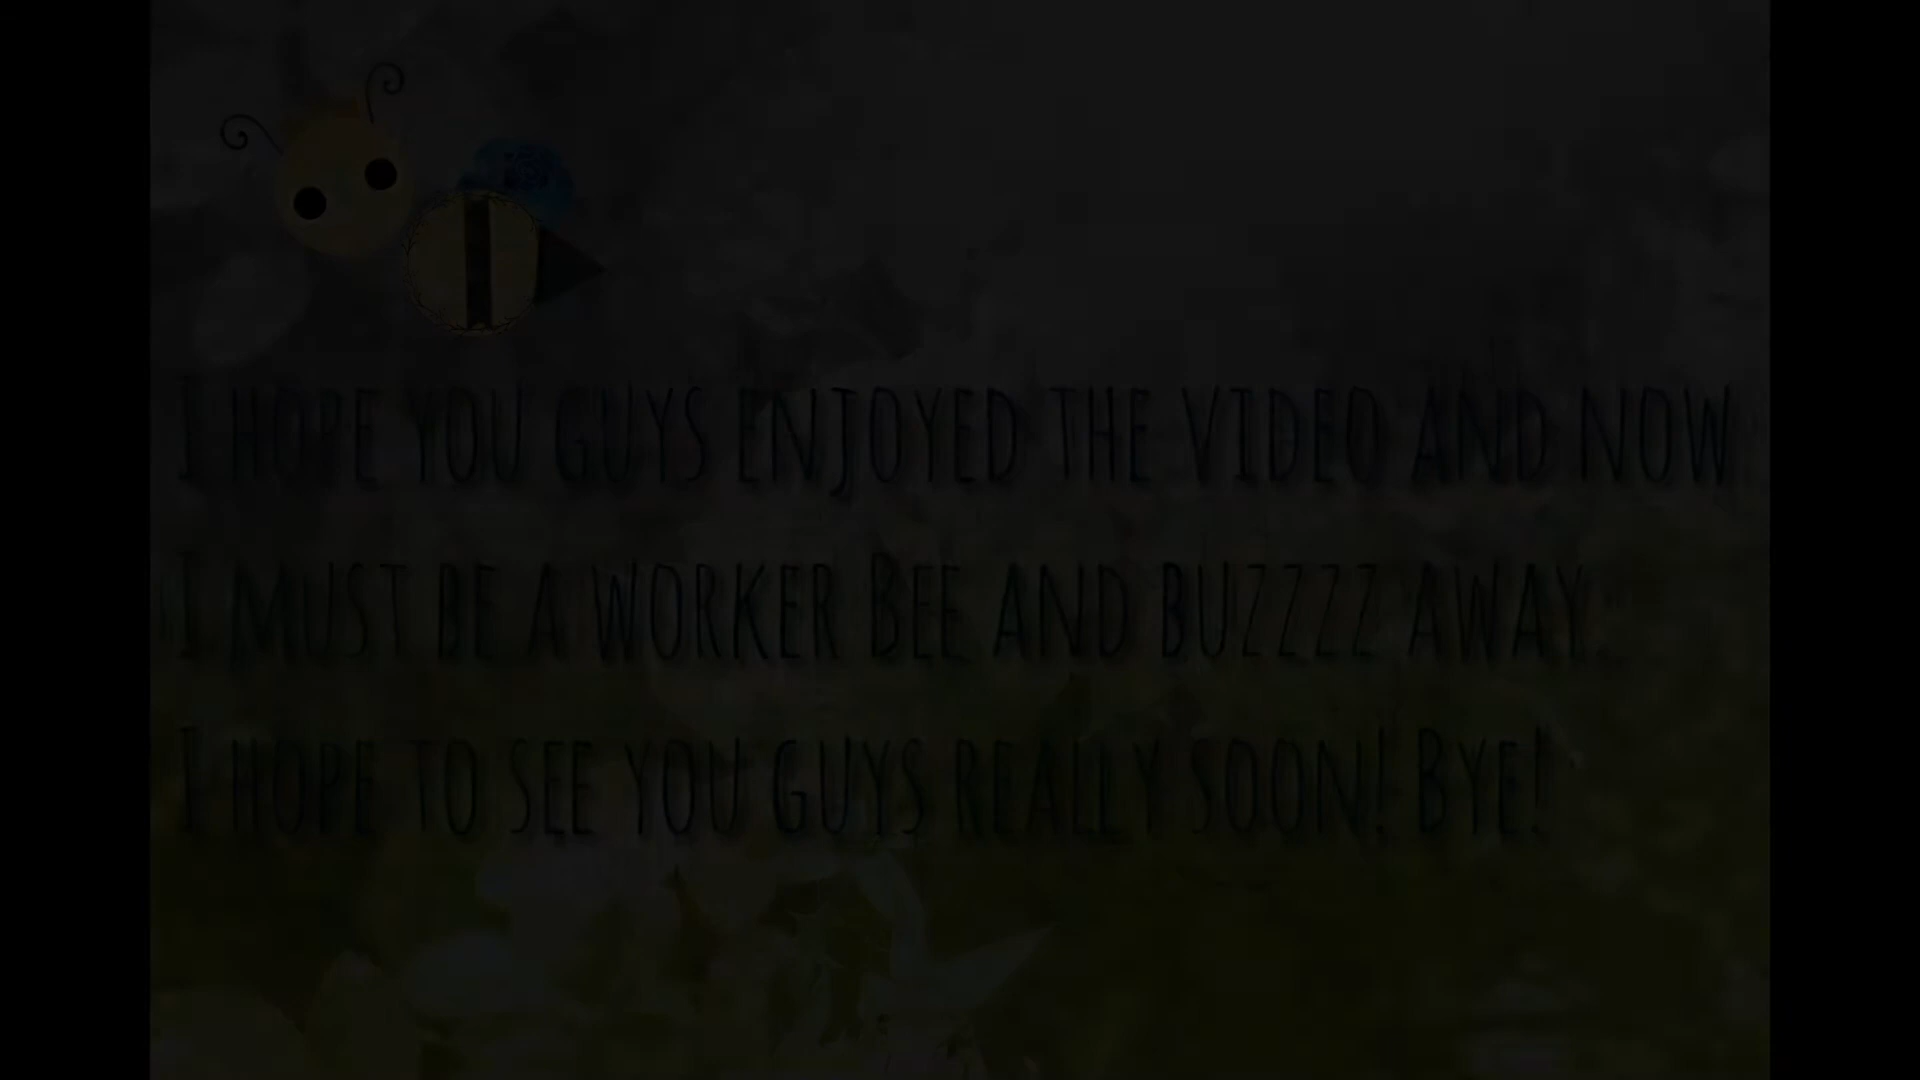 I hope you guys enjoyed the video and now
I must be a worker Bee and buzzzz away.
I hope to see you guys really soon! Bye!